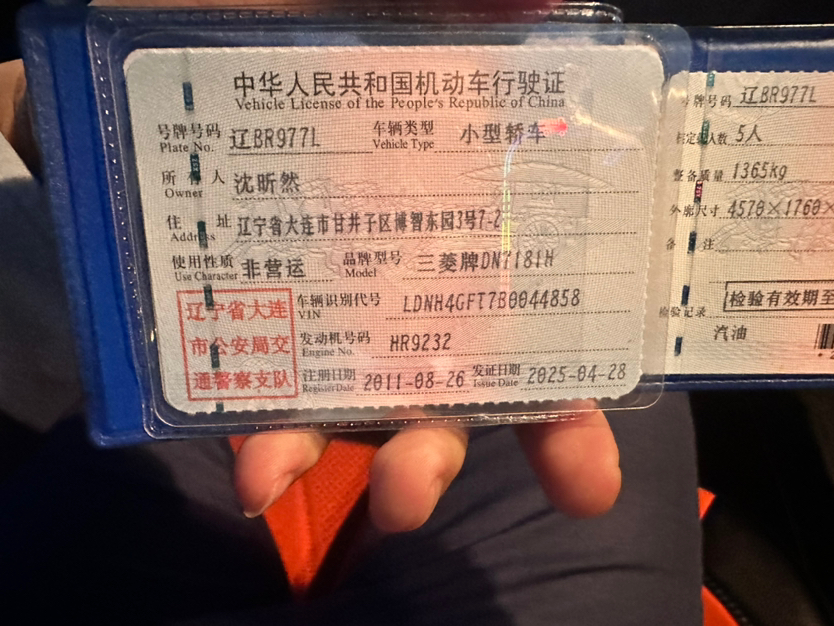 中华人民共和国机动车行驶证
Vehicle License of the People's Republic of China
号牌号码 辽BR977L 车辆类型 小型轿车
Plate No. Vehicle Type
所有人 沈昕然
Owner
住址 辽宁省大连市甘井子区博智东园3号7-2
Address
使用性质 非营运 品牌型号 三菱牌DN7181H
Use Character Model
车辆识别代号 LDNH4GFT7B0044858
VIN
发动机号码 HR9232
Engine No.
注册日期 2011-08-26 发证日期 2025-04-28
Register Date Issue Date
辽宁省大连
市公安局交
通警察支队
号牌号码 辽BR977L
核定载人数 5人
整备质量 1365kg
外廓尺寸 4570×1760×
备注
检验有效期至
检验记录
汽油